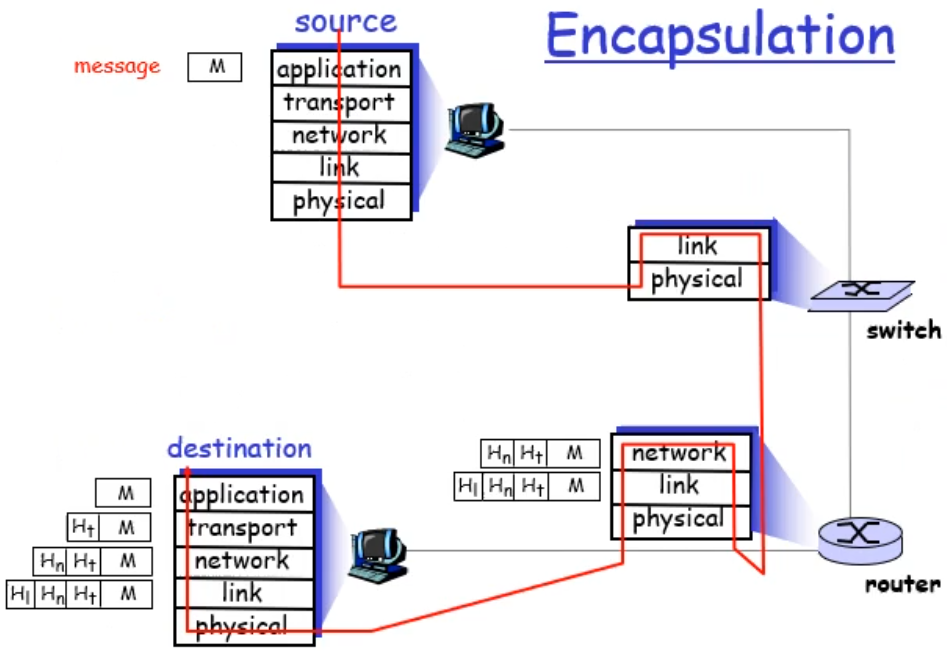 source
Encapsulation
message
M
application
transport
network
link
physical
link
physical
switch
destination
M
application
Ht M
transport
Hn Ht M
network
Hl Hn Ht M
link
physical
Hn Ht M
network
Hl Hn Ht M
link
physical
router